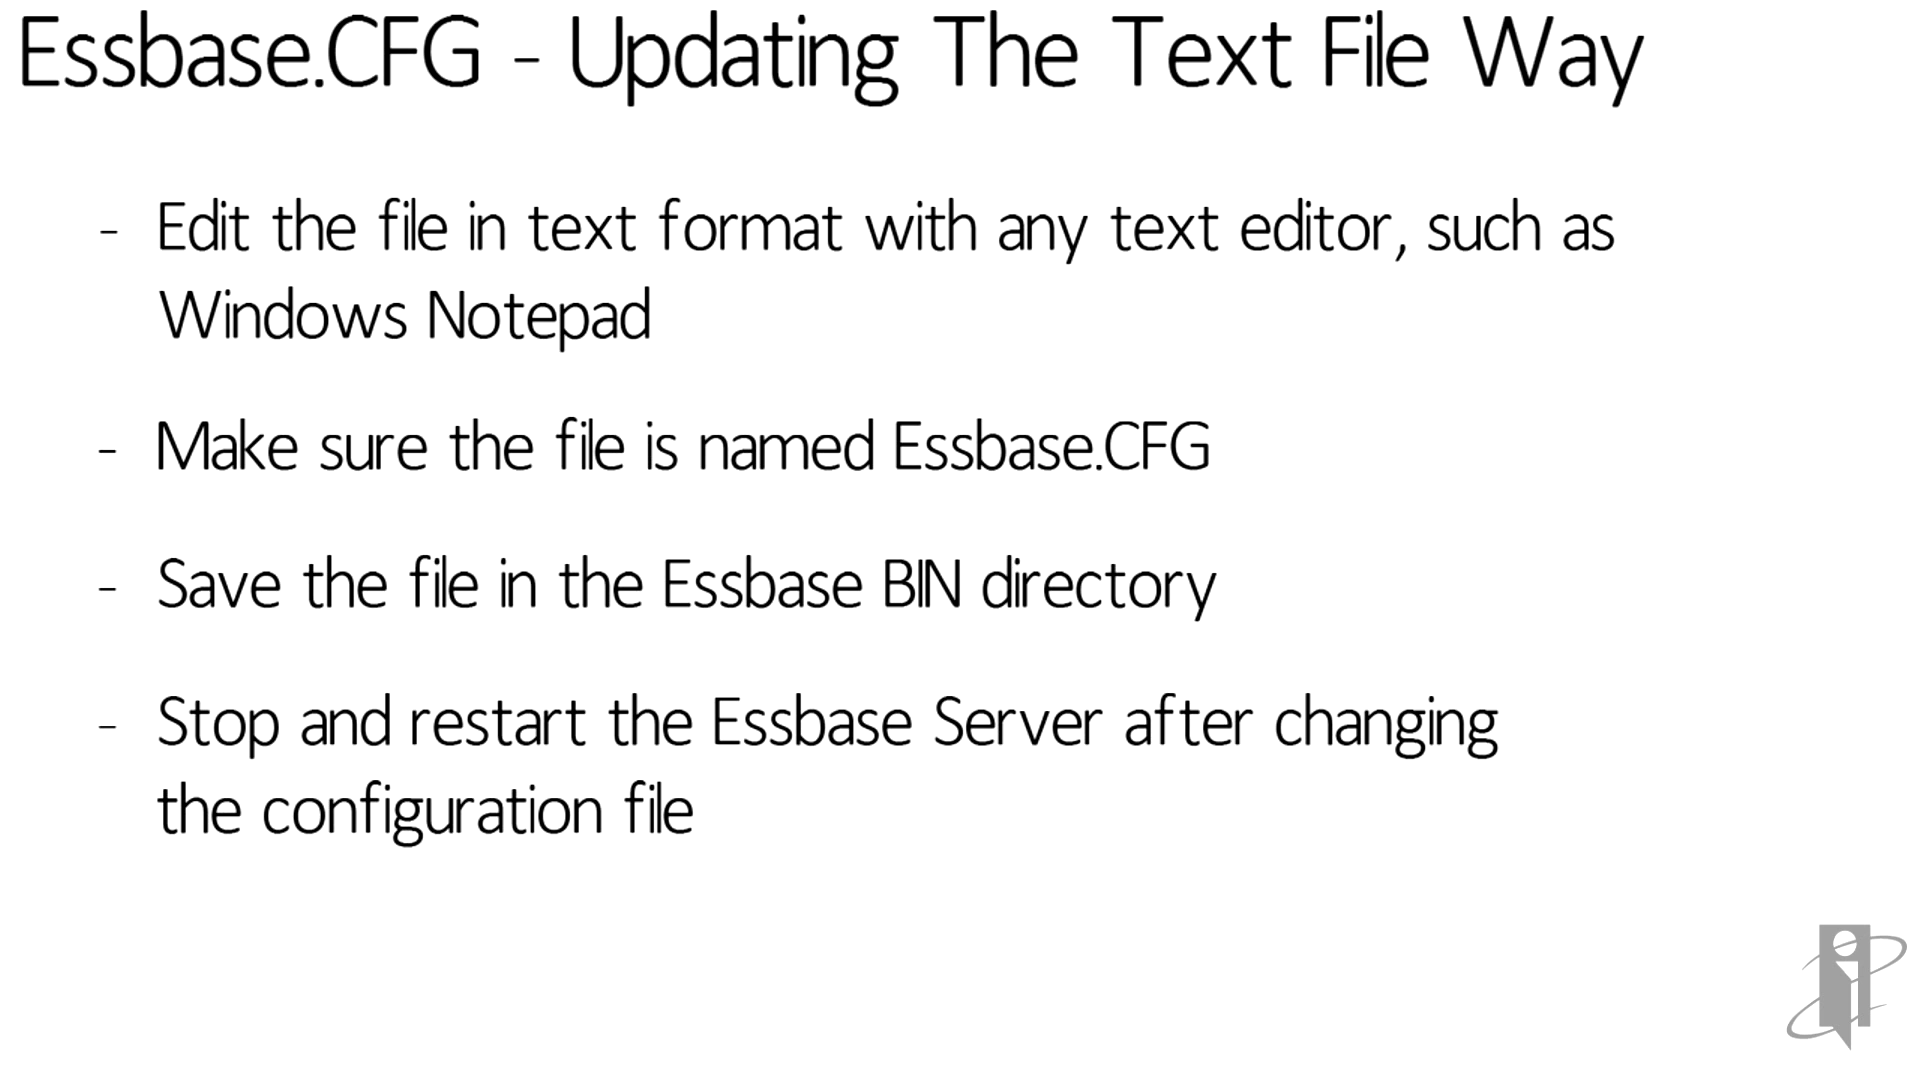 Essbase.CFG - Updating The Text File Way
- Edit the file in text format with any text editor, such as
Windows Notepad
- Make sure the file is named Essbase.CFG
- Save the file in the Essbase BIN directory
- Stop and restart the Essbase Server after changing
the configuration file